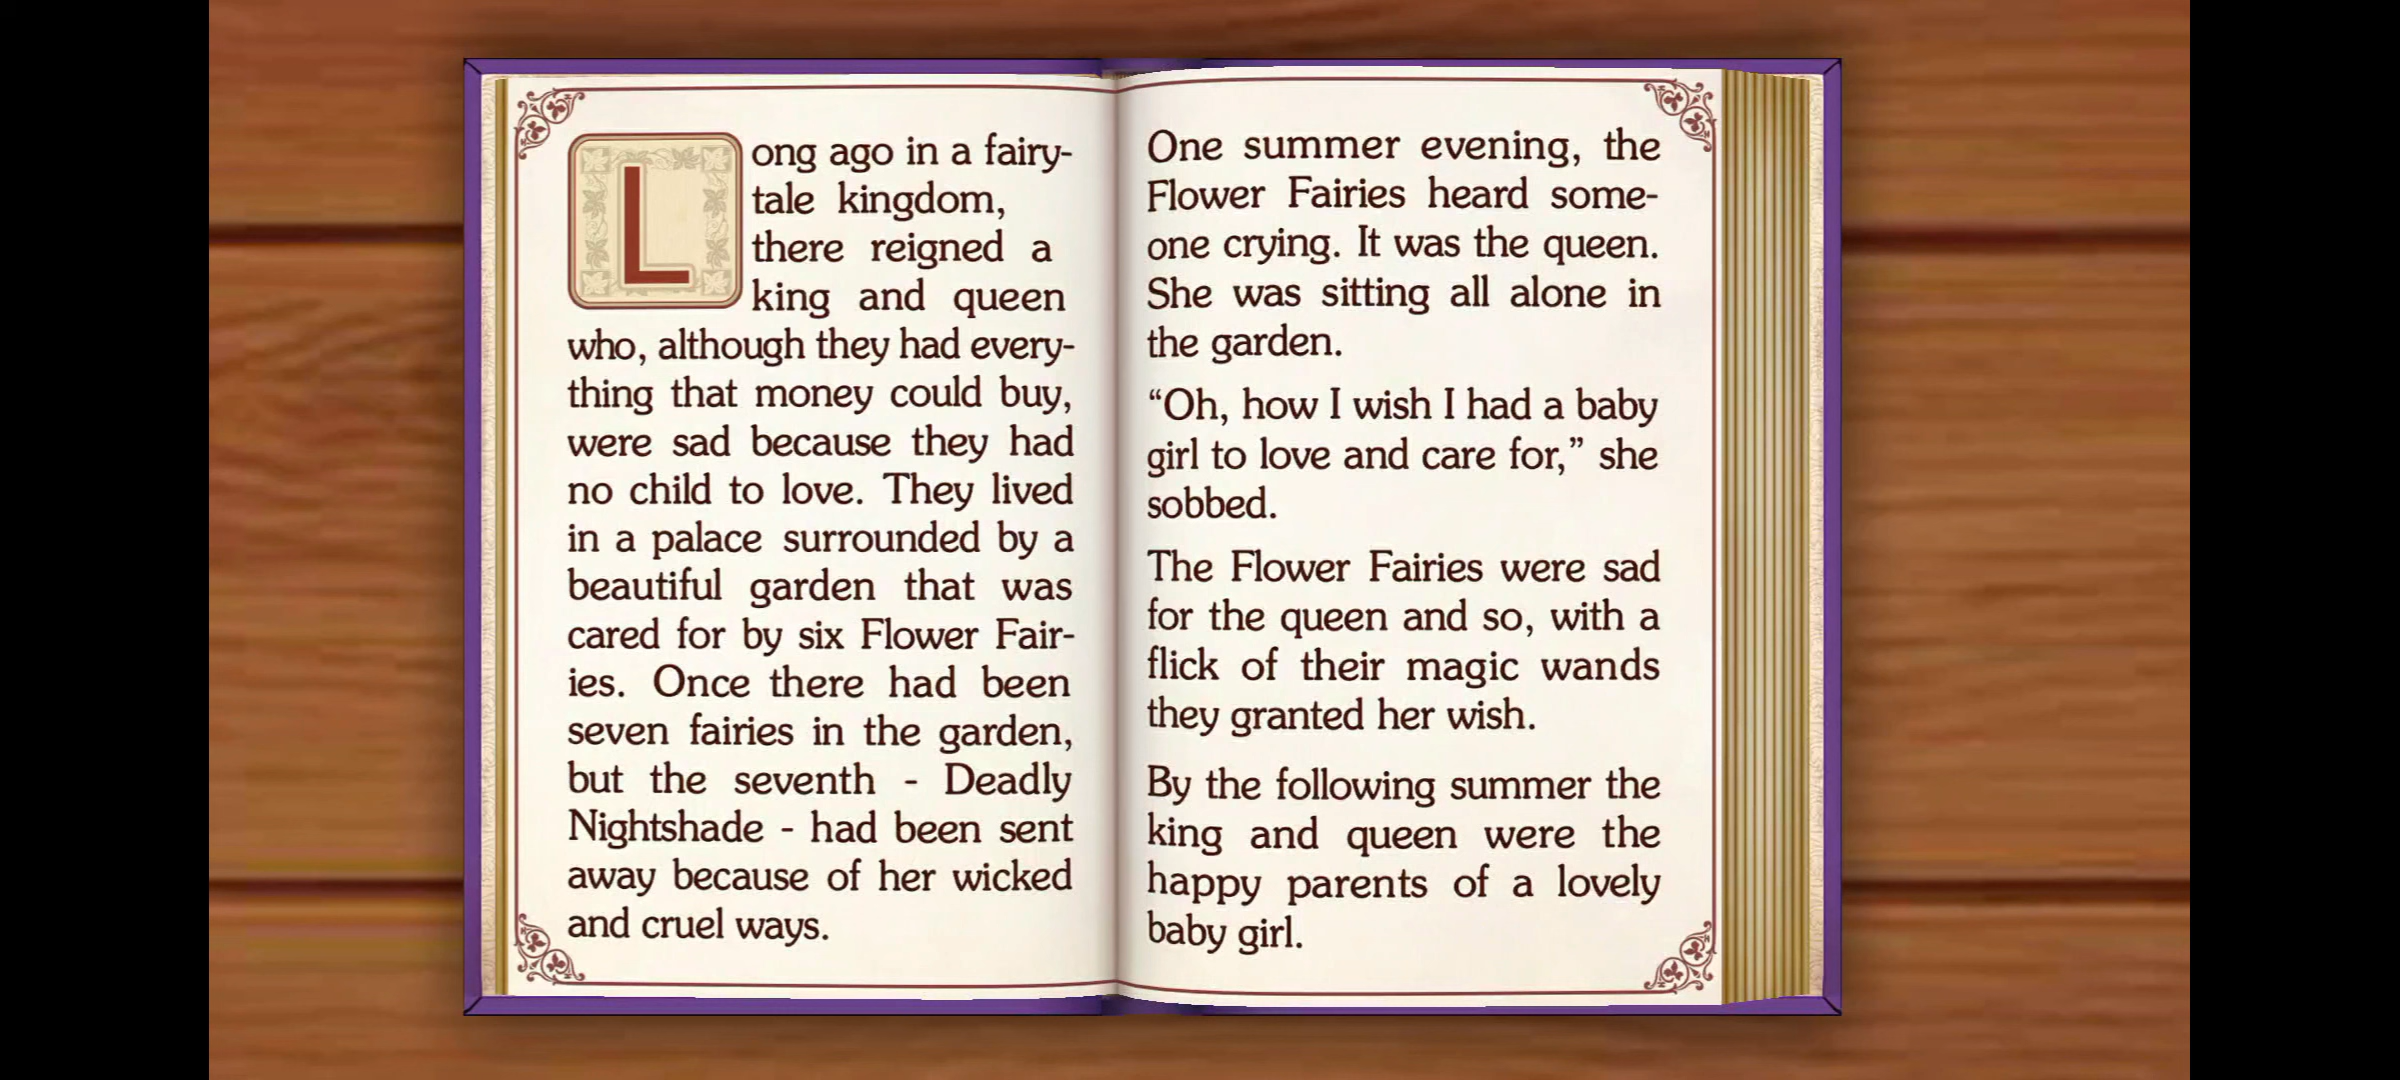 Long ago in a fairy-
tale kingdom,
there reigned a
king and queen
who, although they had every-
thing that money could buy,
were sad because they had
no child to love. They lived
in a palace surrounded by a
beautiful garden that was
cared for by six Flower Fair-
ies. Once there had been
seven fairies in the garden,
but the seventh - Deadly
Nightshade - had been sent
away because of her wicked
and cruel ways.
One summer evening, the
Flower Fairies heard some-
one crying. It was the queen.
She was sitting all alone in
the garden.
“Oh, how I wish I had a baby
girl to love and care for,” she
sobbed.
The Flower Fairies were sad
for the queen and so, with a
flick of their magic wands
they granted her wish.
By the following summer the
king and queen were the
happy parents of a lovely
baby girl.